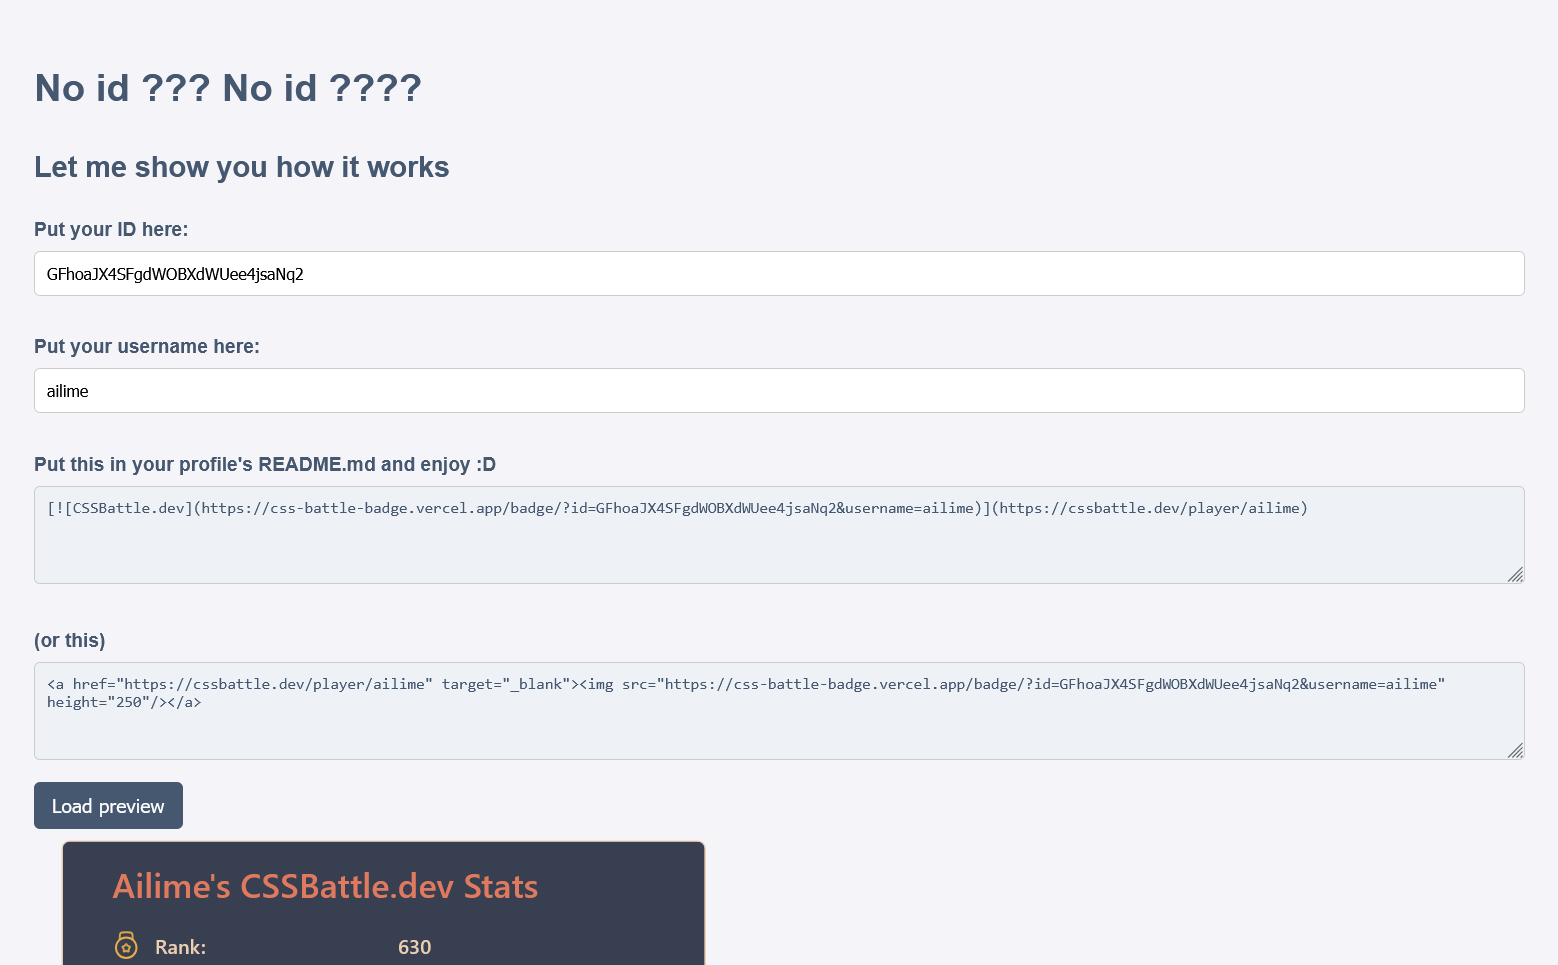 No id ??? No id ????
Let me show you how it works
Put your ID here:
GFhoaJX4SFgdWOBXdWUee4jsaNq2
Put your username here:
ailime
Put this in your profile's README.md and enjoy :D
[![CSSBattle.dev](https://css-battle-badge.vercel.app/badge/?id=GFhoaJX4SFgdWOBXdWUee4jsaNq2&username=ailime)](https://cssbattle.dev/player/ailime)
(or this)
<a href="https://cssbattle.dev/player/ailime" target="_blank"><img src="https://css-battle-badge.vercel.app/badge/?id=GFhoaJX4SFgdWOBXdWUee4jsaNq2&username=ailime"
height="250"/></a>
Load preview
Ailime's CSSBattle.dev Stats
Rank: 630